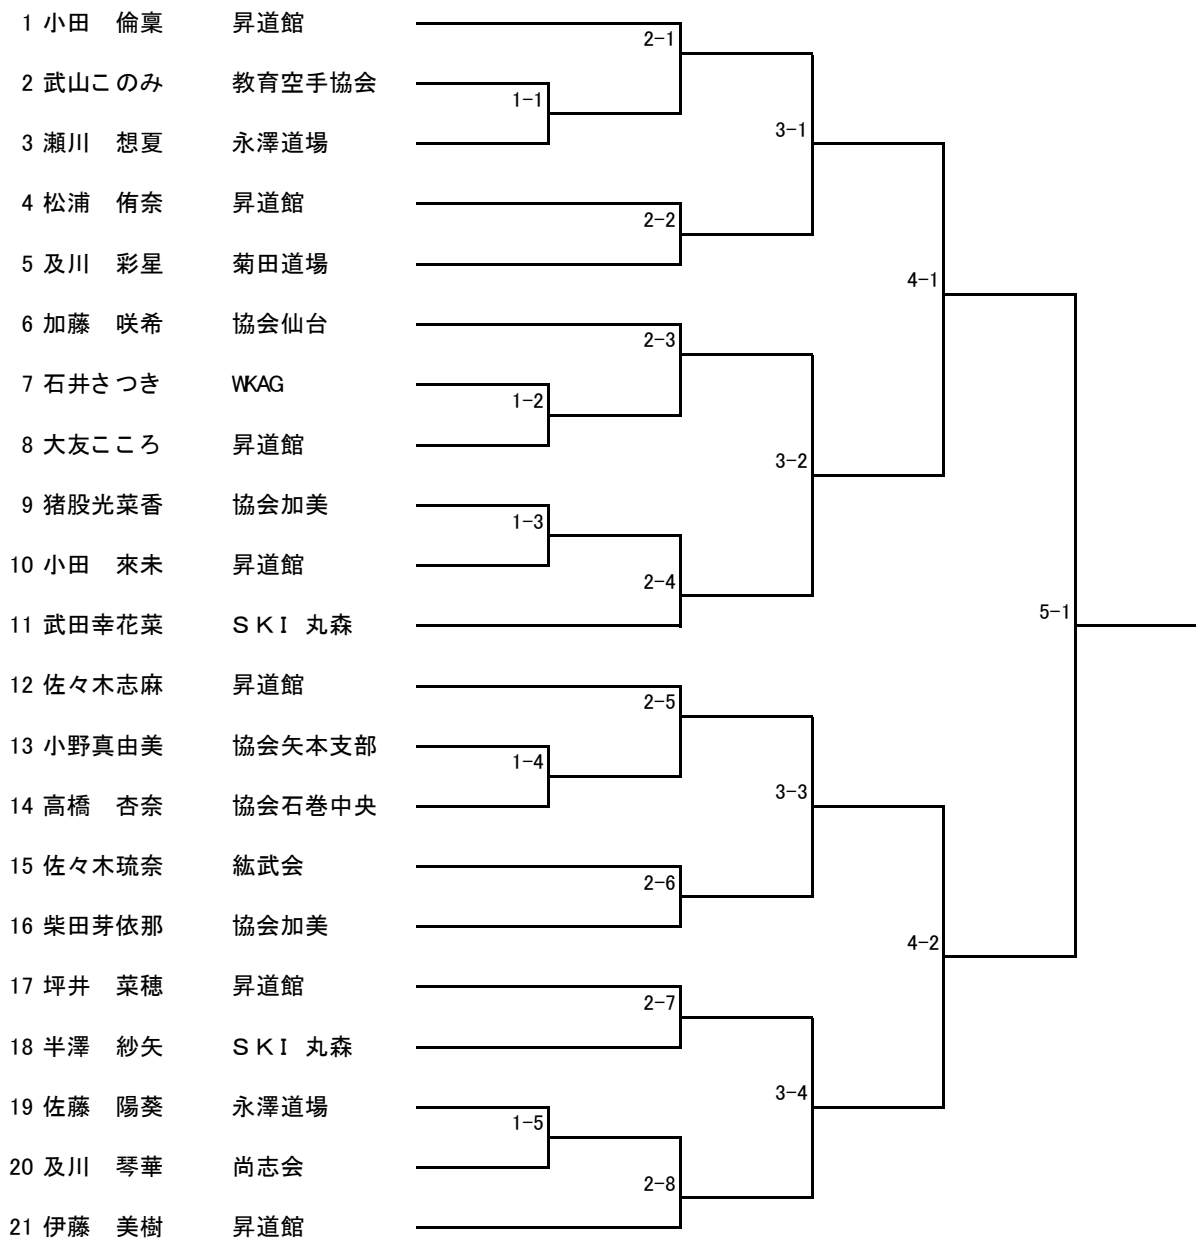 1 小田　倫稟 昇道館
2-1
2 武山このみ 教育空手協会
1-1
3-1
3 瀬川　想夏 永澤道場
4 松浦　侑奈 昇道館
2-2
5 及川　彩星 菊田道場
4-1
6 加藤　咲希 協会仙台
2-3
7 石井さつき WKAG
1-2
8 大友こころ 昇道館
3-2
9 猪股光菜香 協会加美
1-3
10 小田　來未 昇道館
2-4
11 武田幸花菜 ＳＫＩ 丸森
5-1
12 佐々木志麻 昇道館
2-5
13 小野真由美 協会矢本支部
1-4
3-3
14 高橋　杏奈 協会石巻中央
15 佐々木琉奈 紘武会
2-6
16 柴田芽依那 協会加美
4-2
17 坪井　菜穂 昇道館
2-7
18 半澤　紗矢 ＳＫＩ 丸森
3-4
19 佐藤　陽葵 永澤道場
1-5
20 及川　琴華 尚志会
2-8
21 伊藤　美樹 昇道館